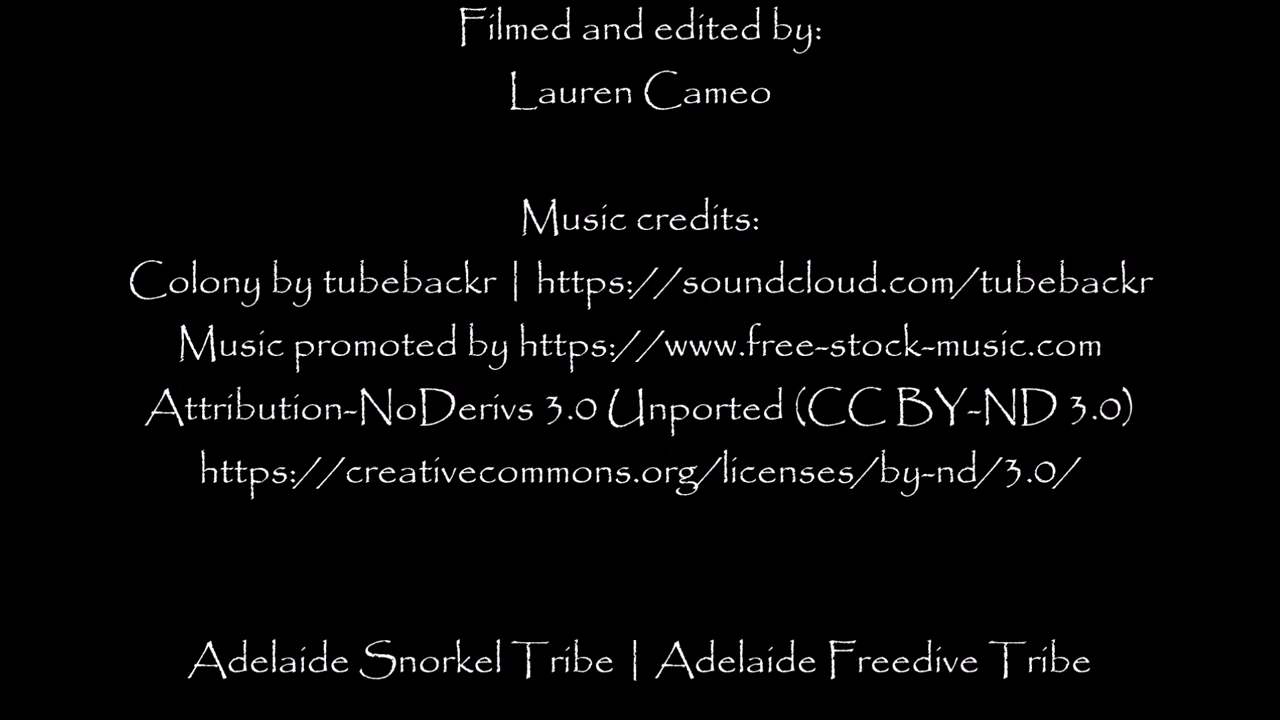 Filmed and edited by:
Lauren Cameo
Music credits:
Colony by tubebackr | https://soundcloud.com/tubebackr
Music promoted by https://www.free-stock-music.com
Attribution-NoDerivs 3.0 Unported (CC BY-ND 3.0)
https://creativecommons.org/licenses/by-nd/3.0/
Adelaide Snorkel Tribe | Adelaide Freedive Tribe